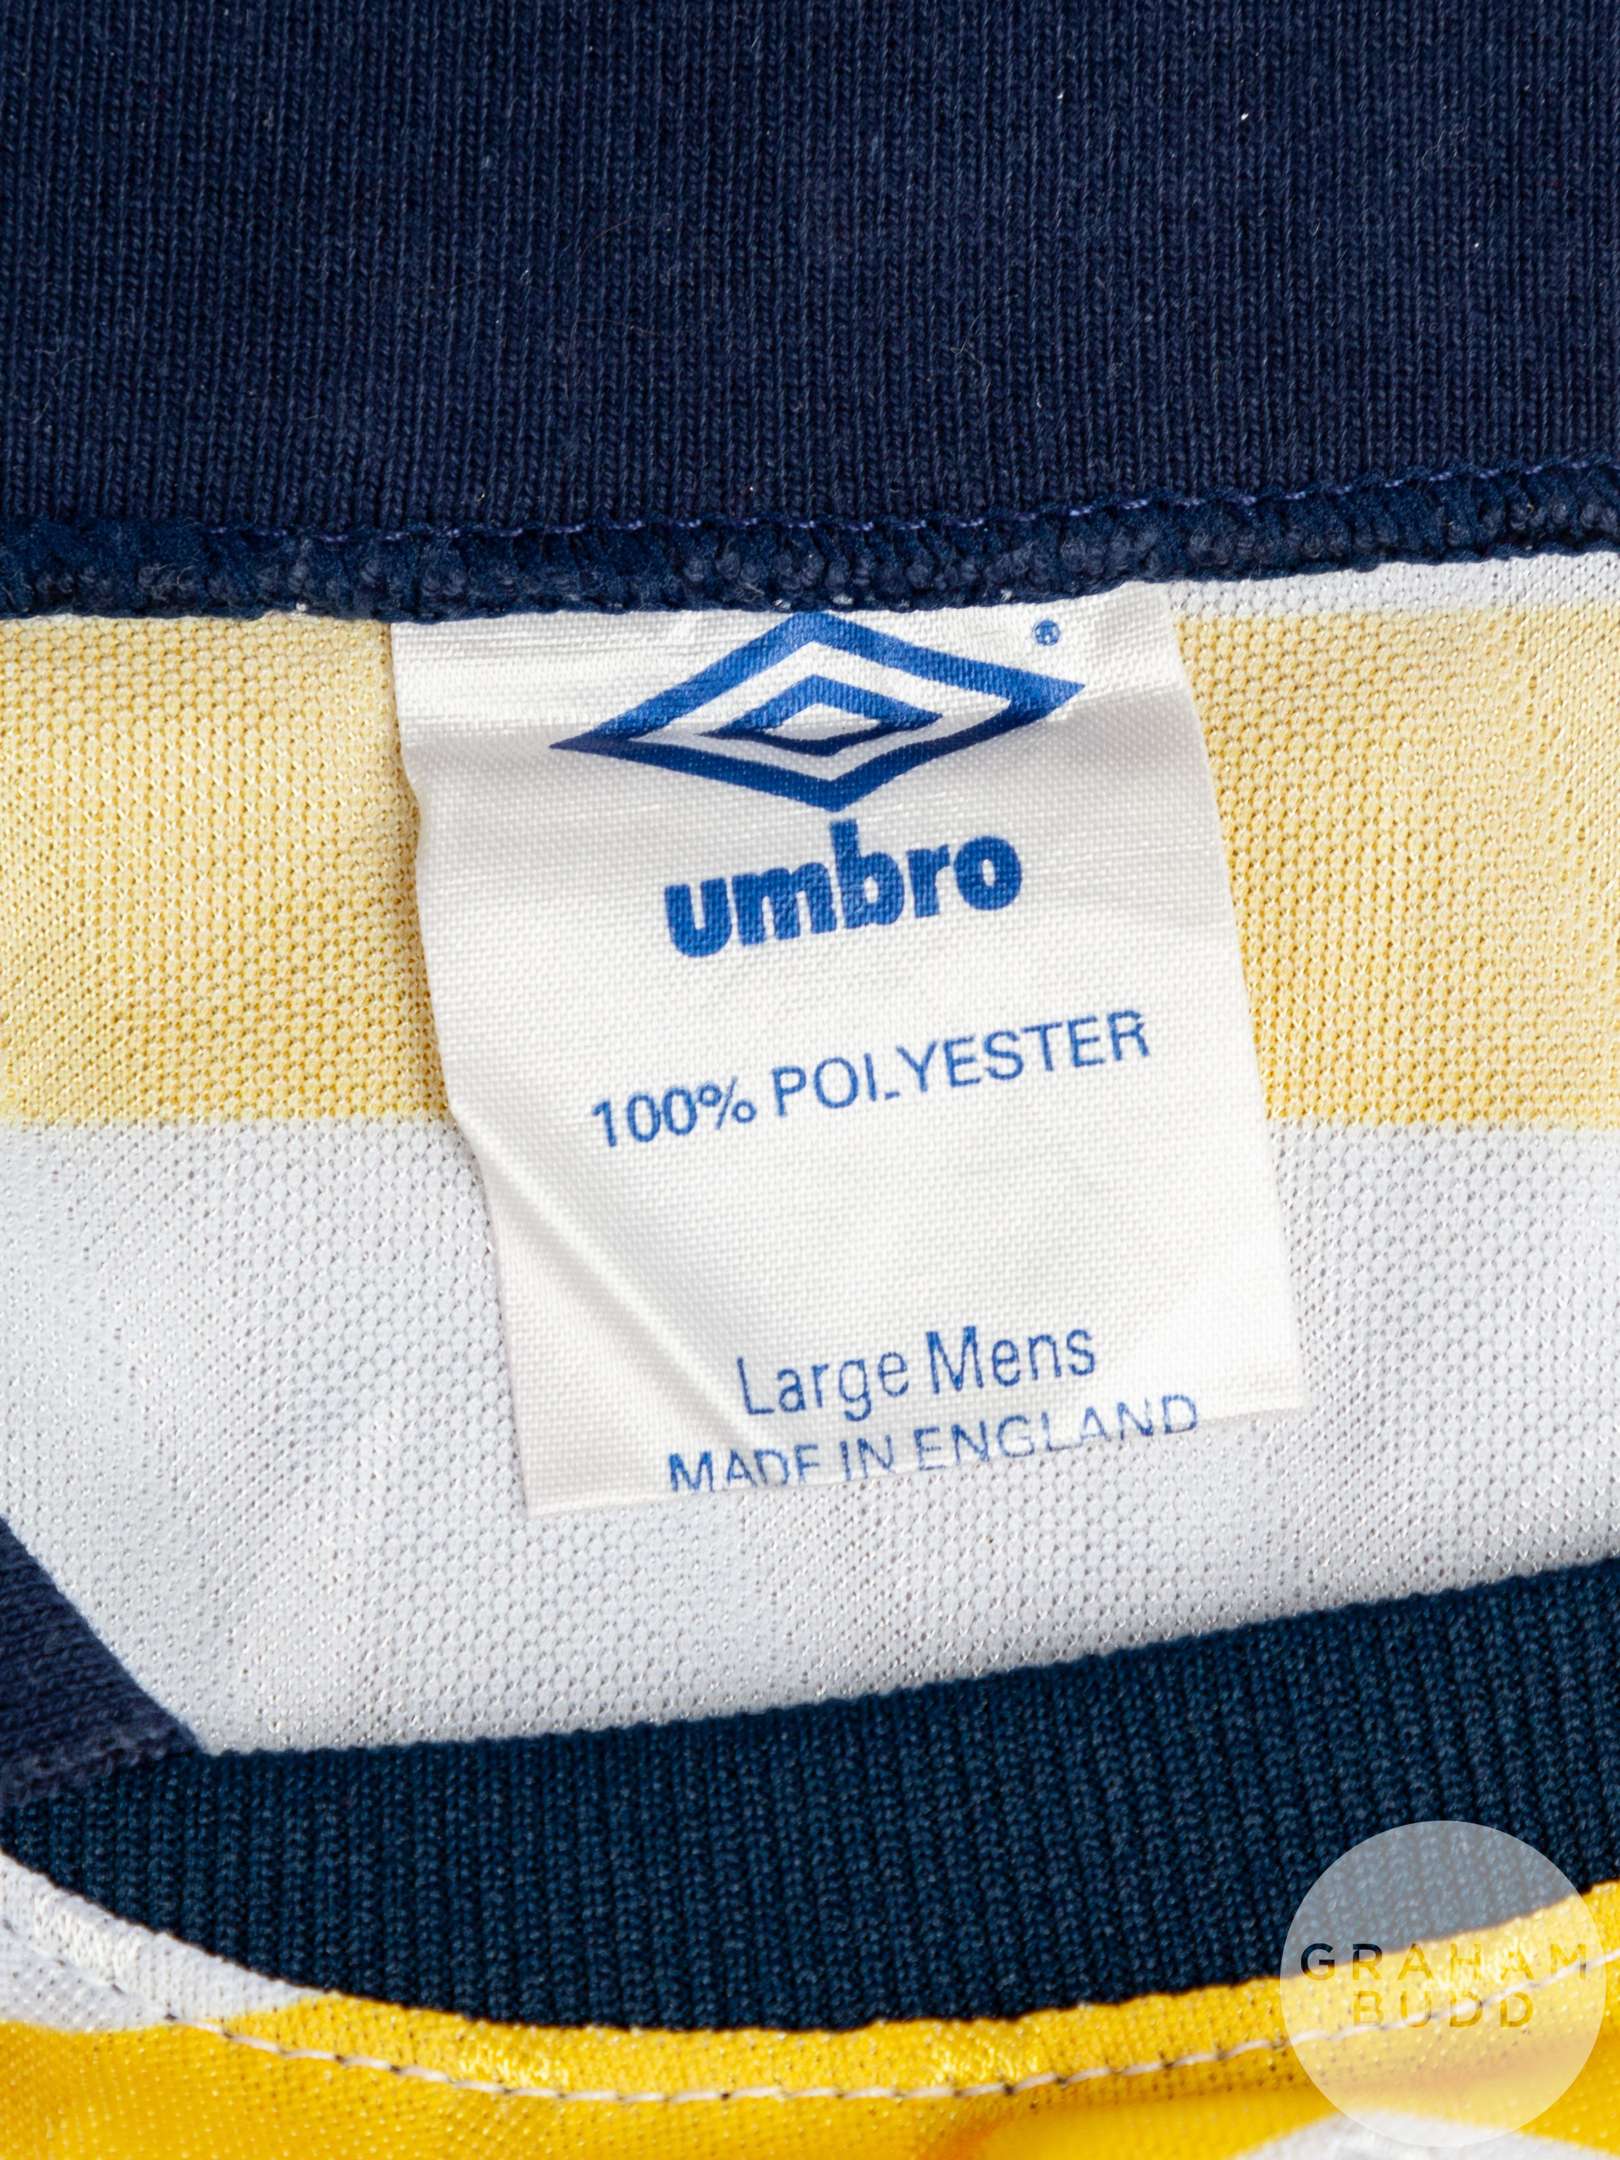 ®
umbro
100% POLYESTER
Large Mens
MADE IN ENGLAND
GRAHAM
BUDD